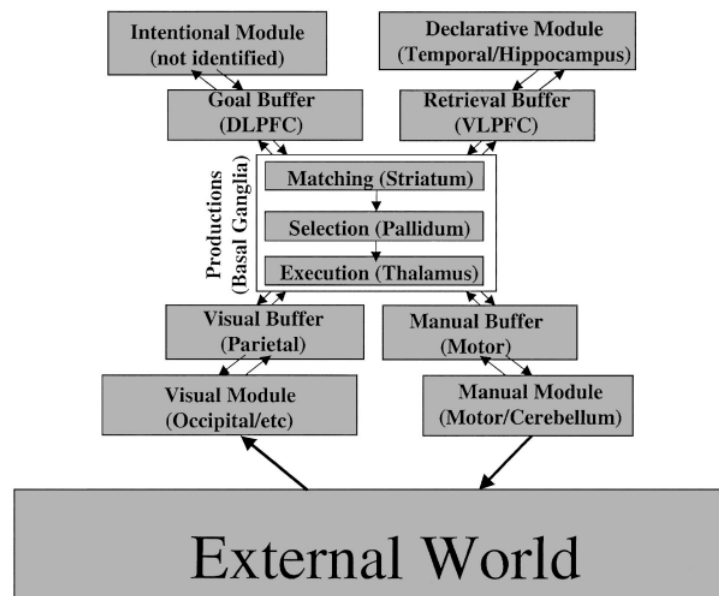 Intentional Module
(not identified)
Declarative Module
(Temporal/Hippocampus)
Goal Buffer
(DLPFC)
Retrieval Buffer
(VLPFC)
Productions
(Basal Ganglia)
Matching (Striatum)
Selection (Pallidum)
Execution (Thalamus)
Visual Buffer
(Parietal)
Manual Buffer
(Motor)
Visual Module
(Occipital/etc)
Manual Module
(Motor/Cerebellum)
External World